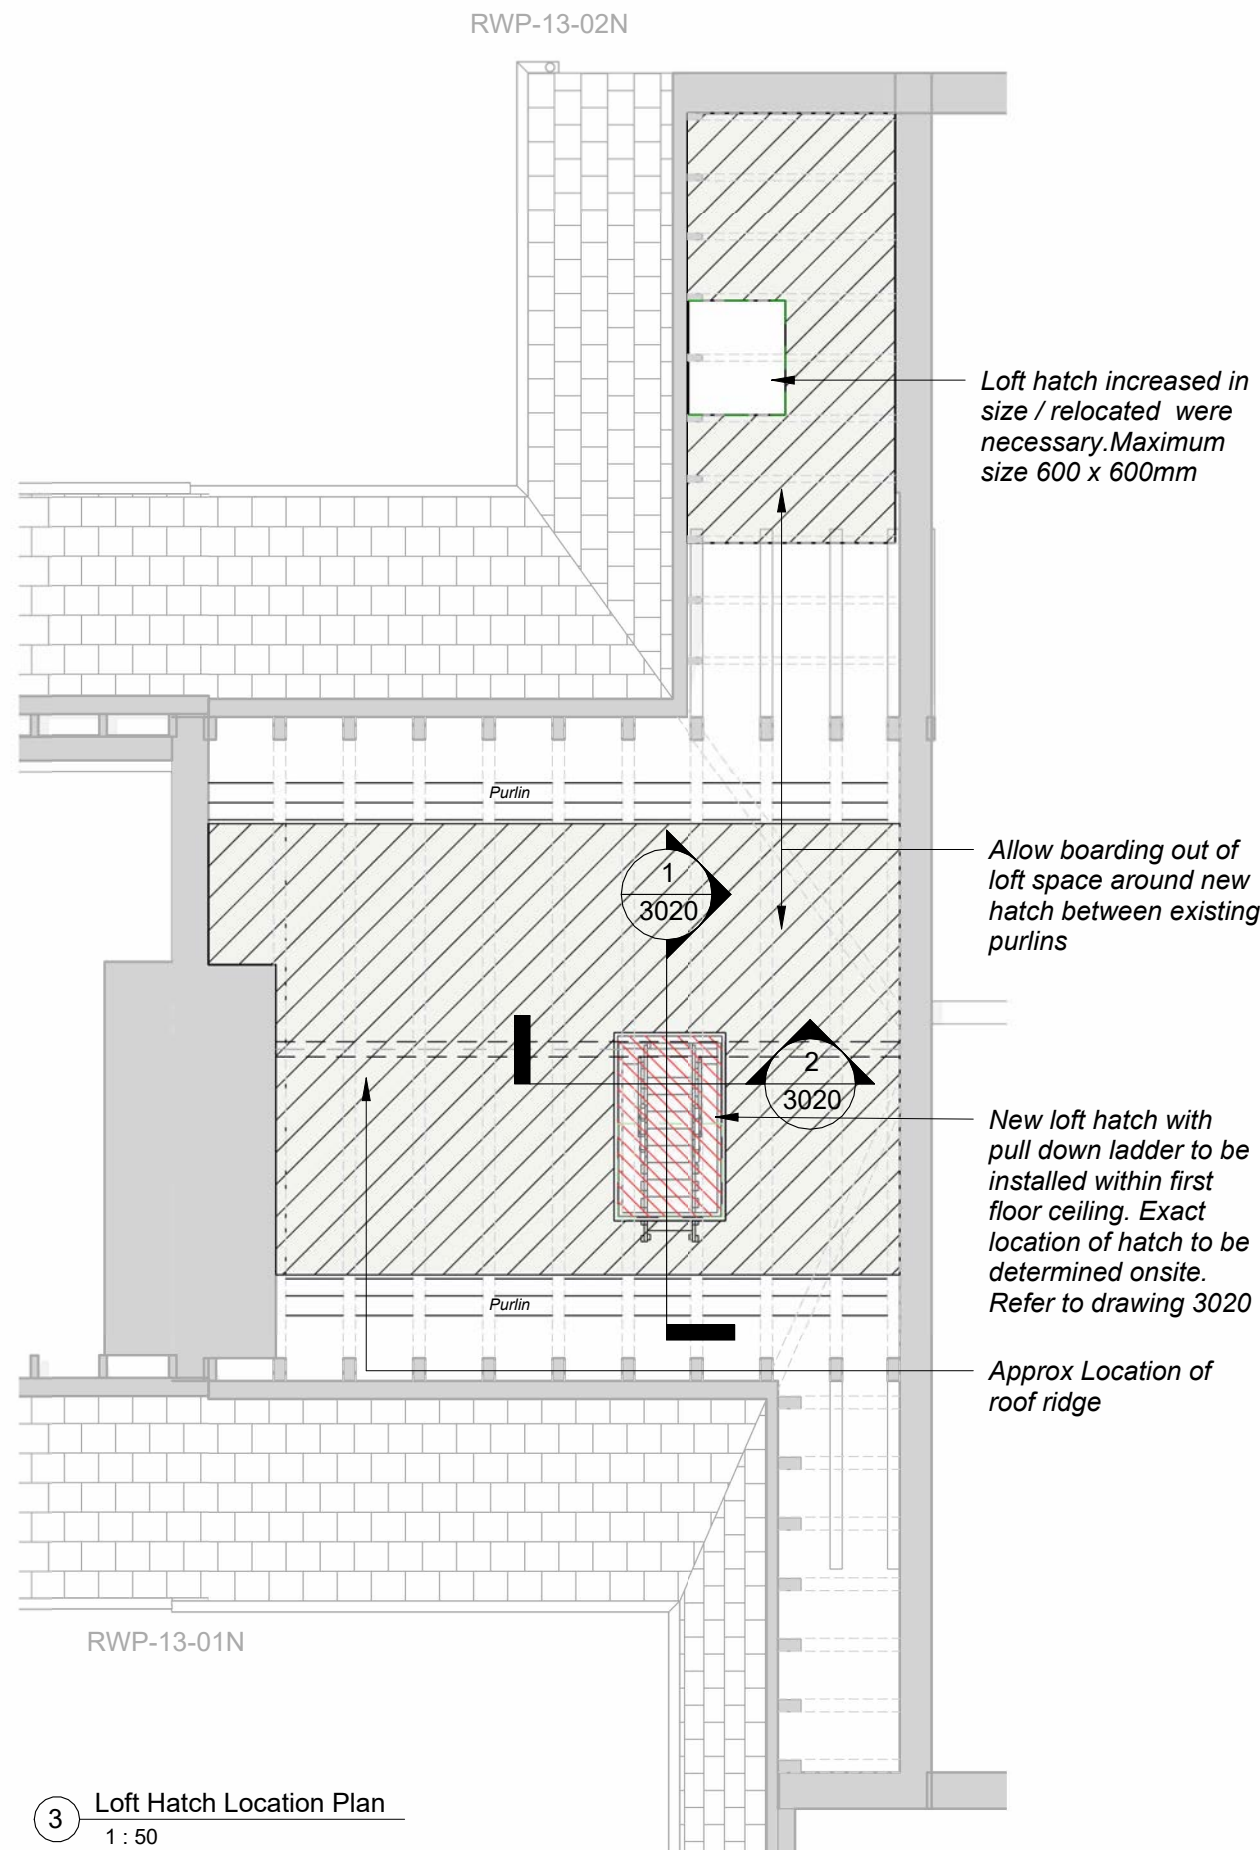 RWP-13-02N
Loft hatch increased in
size / relocated were
necessary.Maximum
size 600 x 600mm
Purlin
1
3020
Allow boarding out of
loft space around new
hatch between existing
purlins
2
3020
New loft hatch with
pull down ladder to be
installed within first
floor ceiling. Exact
location of hatch to be
determined onsite.
Refer to drawing 3020
Purlin
Approx Location of
roof ridge
RWP-13-01N
3
Loft Hatch Location Plan
1 : 50